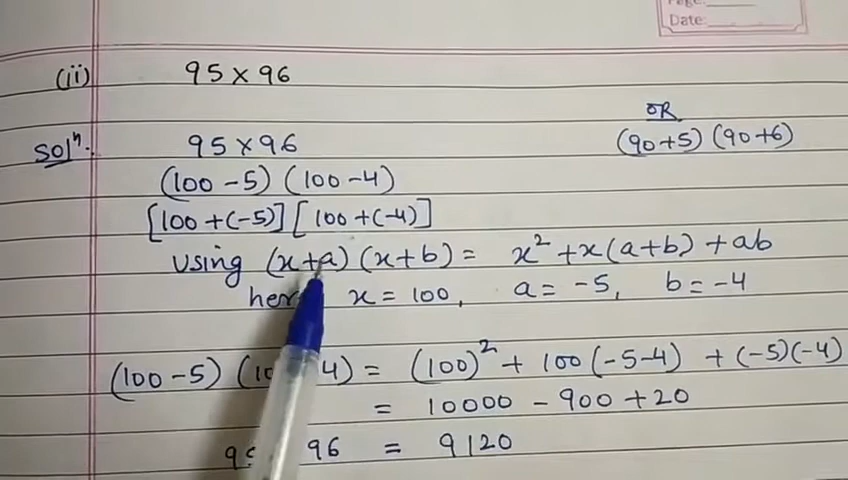 Page:
Date:
(ii) 95 × 96
OR
Solⁿ. 95 × 96 (90+5) (90+6)
(100 - 5) (100 - 4)
[100 + (-5)] [100 + (-4)]
using (x+a) (x+b) = x² + x(a+b) + ab
x = 100, a = -5, b = -4
(100 - 5) 4) = (100)² + 100(-5-4) + (-5)(-4)
= 10000 - 900 + 20
96 = 9120